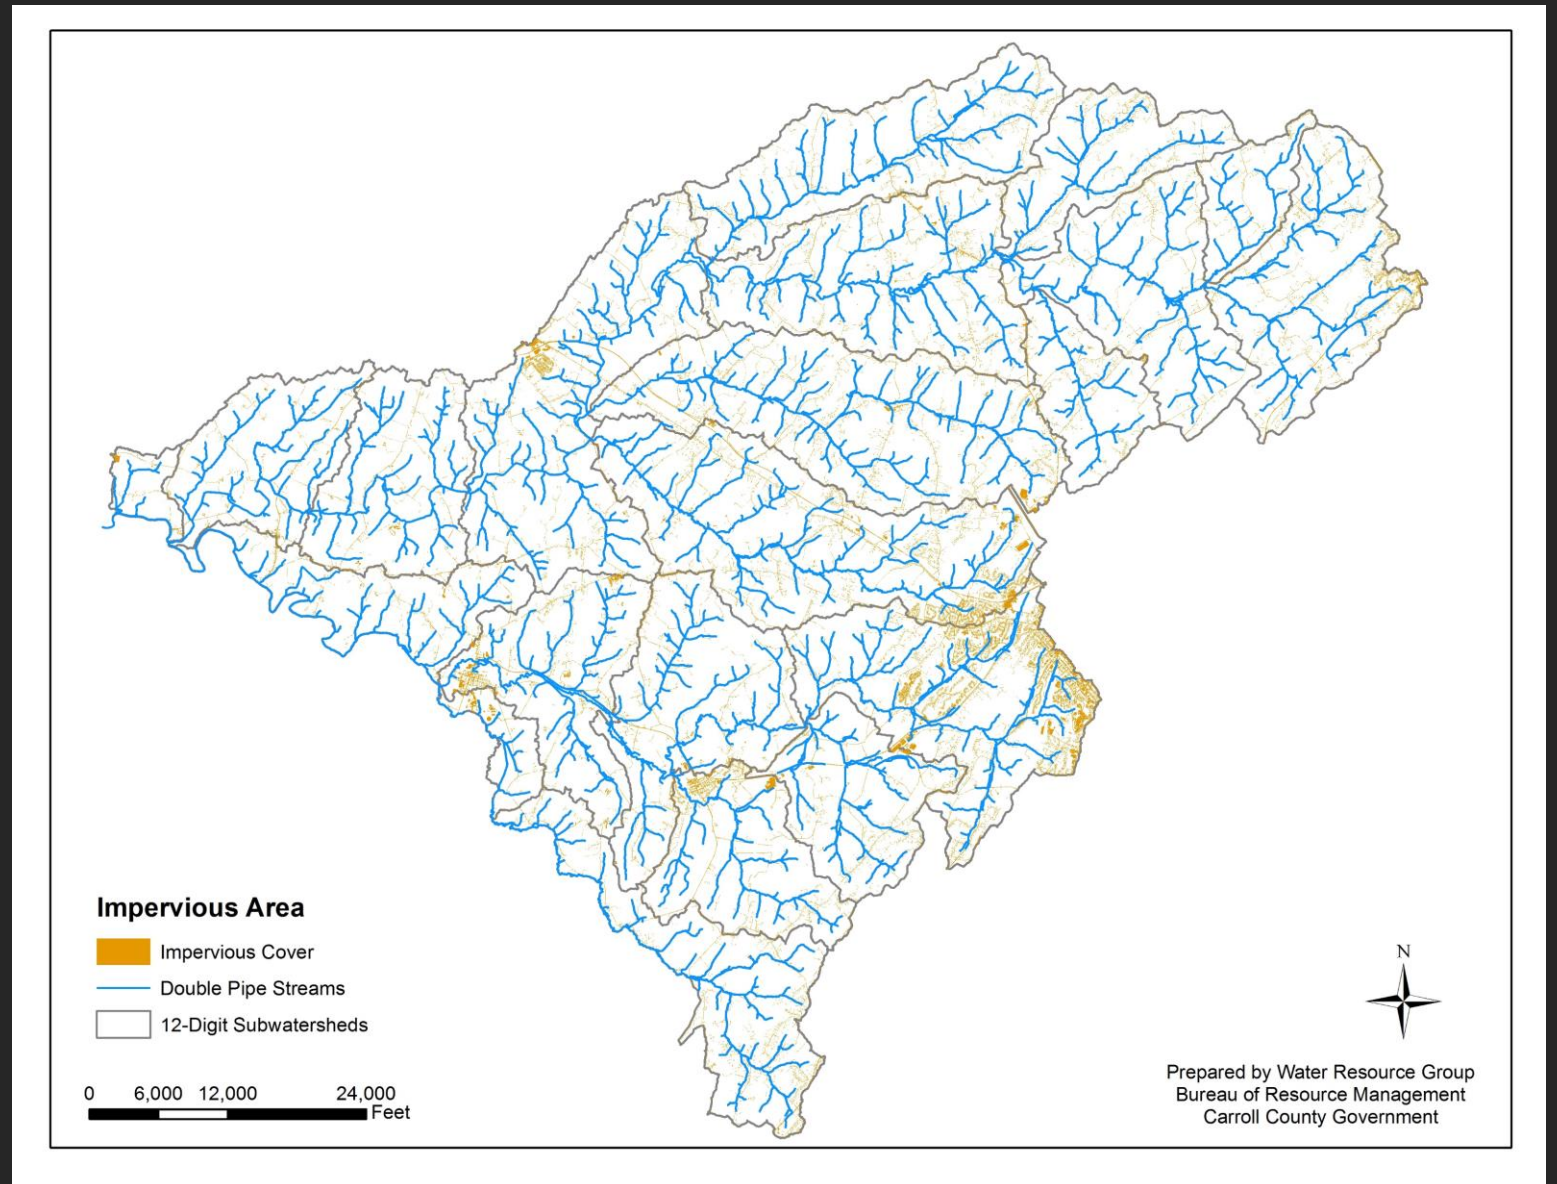 Impervious Area
Impervious Cover
Double Pipe Streams
12-Digit Subwatersheds
0 6,000 12,000 24,000
Feet
N
Prepared by Water Resource Group
Bureau of Resource Management
Carroll County Government